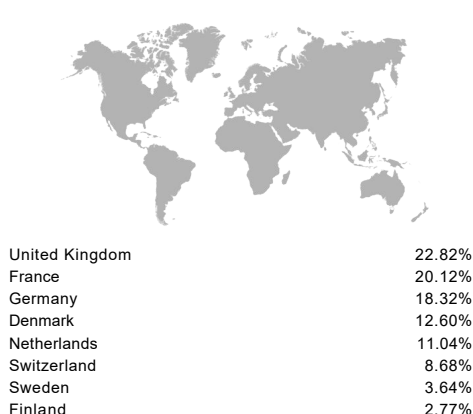 United Kingdom 22.82%
France 20.12%
Germany 18.32%
Denmark 12.60%
Netherlands 11.04%
Switzerland 8.68%
Sweden 3.64%
Finland 2.77%